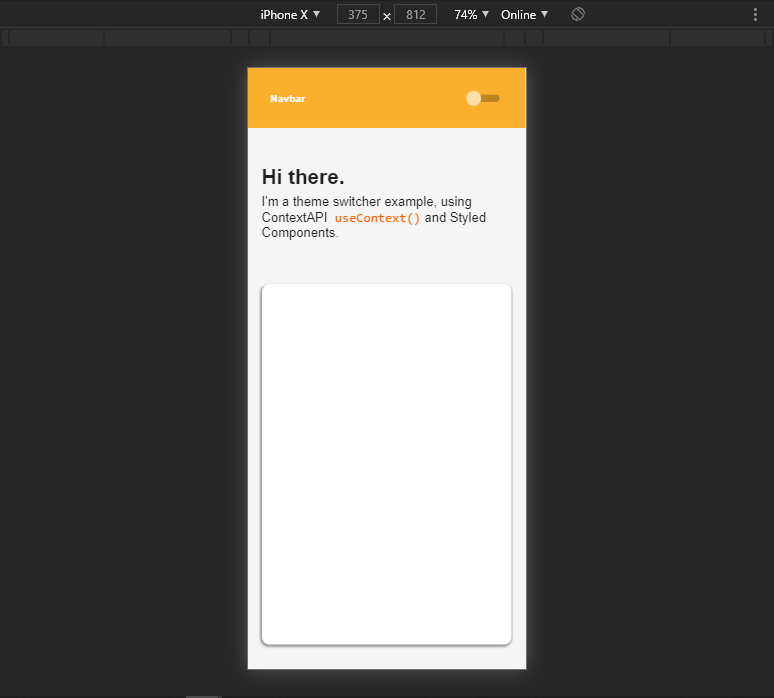 iPhone X 375 × 812 74% Online
Navbar
Hi there.
I'm a theme switcher example, using
ContextAPI useContext() and Styled
Components.